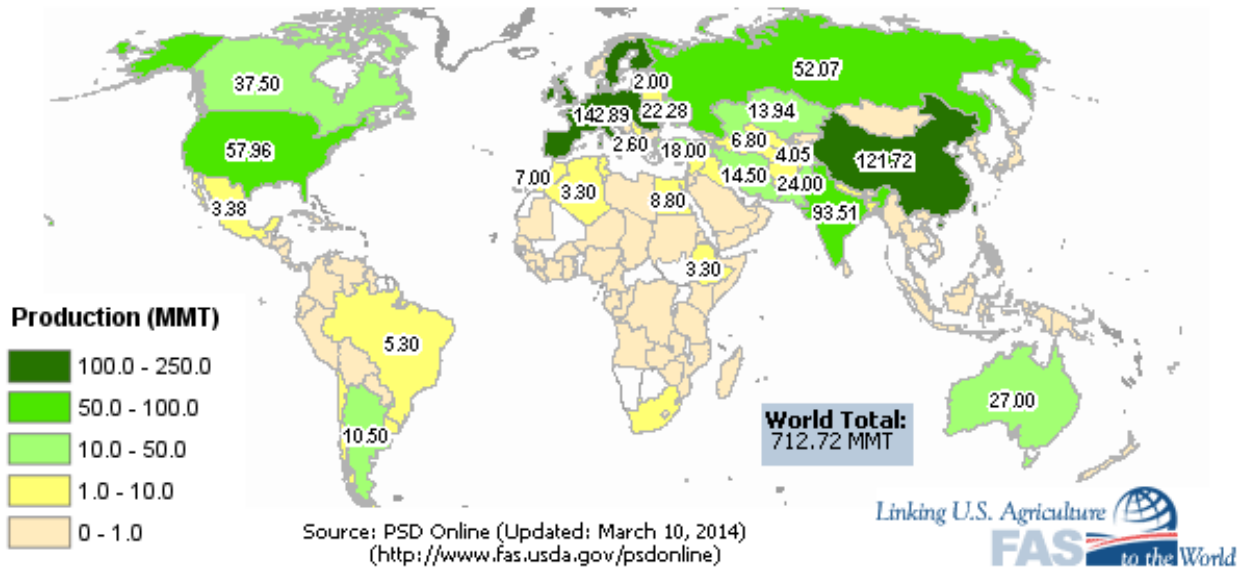 37.50
57.96
3.38
5.30
10.50
142.89
2.00
22.28
2.60
18.00
7.00
3.30
8.80
3.30
52.07
13.94
6.80
4.05
14.50
24.00
121.72
93.51
27.00
Production (MMT)
100.0 - 250.0
50.0 - 100.0
10.0 - 50.0
1.0 - 10.0
0 - 1.0
World Total:
712.72 MMT
Source: PSD Online (Updated: March 10, 2014)
(http://www.fas.usda.gov/psdonline)
Linking U.S. Agriculture
FAS to the World